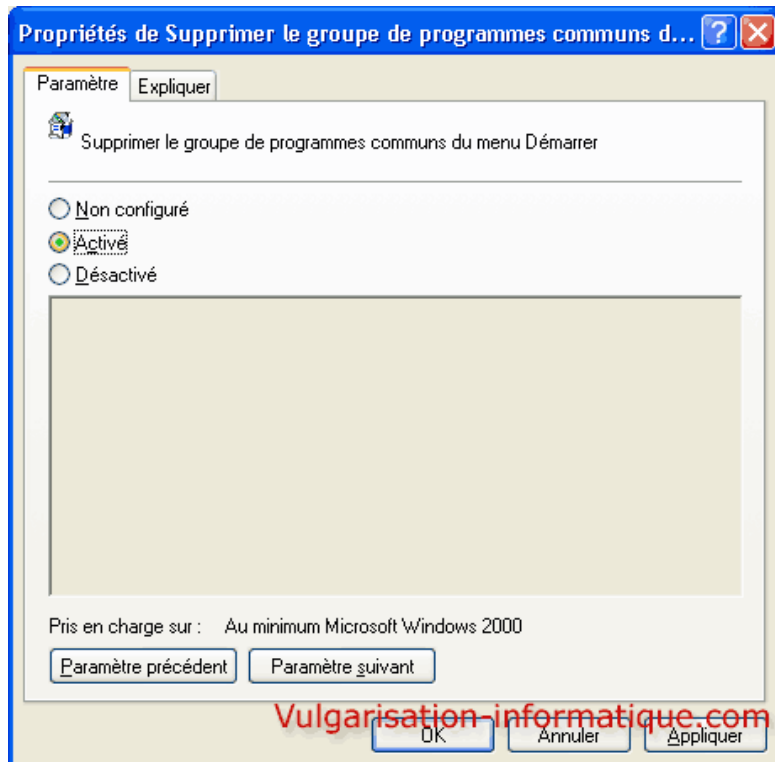 Propriétés de Supprimer le groupe de programmes communs d...
Paramètre
Expliquer
Supprimer le groupe de programmes communs du menu Démarrer
Non configuré
Activé
Désactivé
Pris en charge sur : Au minimum Microsoft Windows 2000
Paramètre précédent
Paramètre suivant
Vulgarisation-informatique.com
OK
Annuler
Appliquer